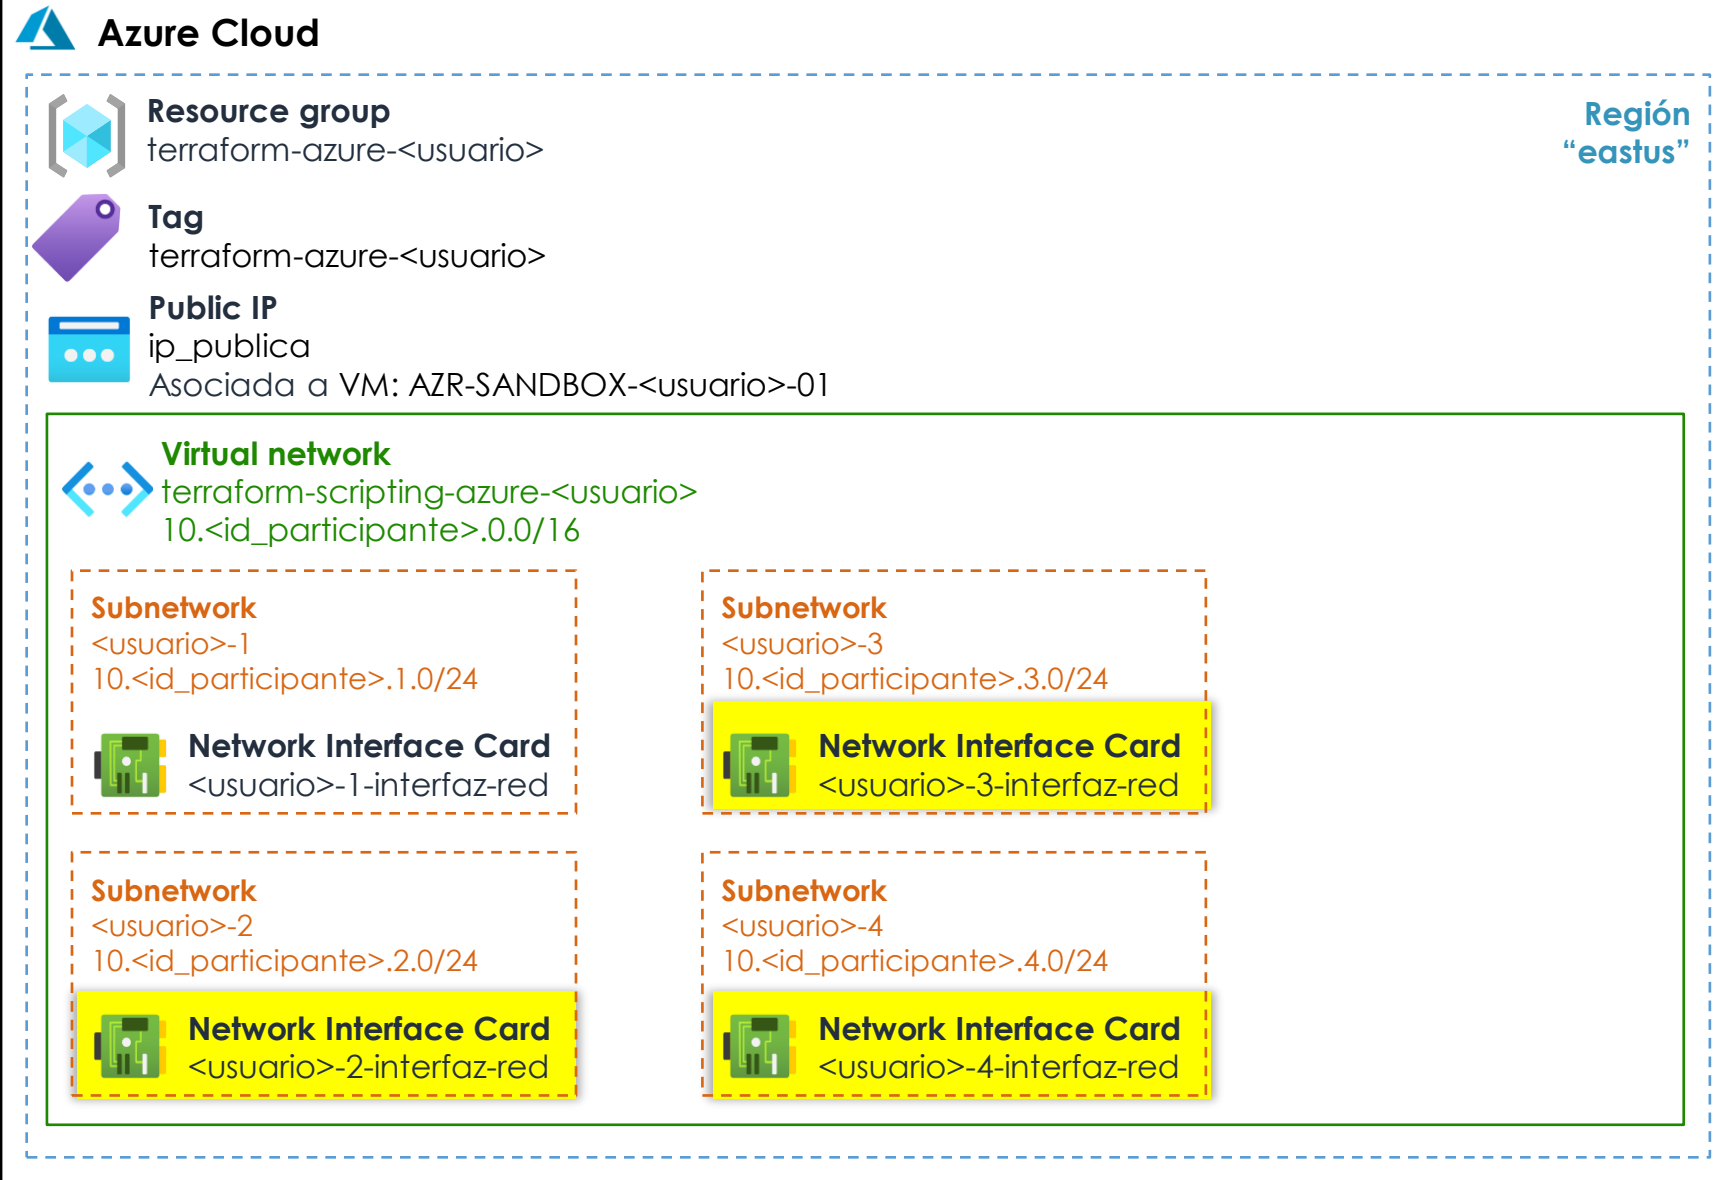 Azure Cloud
Resource group
terraform-azure-<usuario>
Región
“eastus”
Tag
terraform-azure-<usuario>
Public IP
ip_publica
Asociada a VM: AZR-SANDBOX-<usuario>-01
Virtual network
terraform-scripting-azure-<usuario>
10.<id_participante>.0.0/16
Subnetwork
<usuario>-1
10.<id_participante>.1.0/24
Network Interface Card
<usuario>-1-interfaz-red
Subnetwork
<usuario>-3
10.<id_participante>.3.0/24
Network Interface Card
<usuario>-3-interfaz-red
Subnetwork
<usuario>-2
10.<id_participante>.2.0/24
Network Interface Card
<usuario>-2-interfaz-red
Subnetwork
<usuario>-4
10.<id_participante>.4.0/24
Network Interface Card
<usuario>-4-interfaz-red